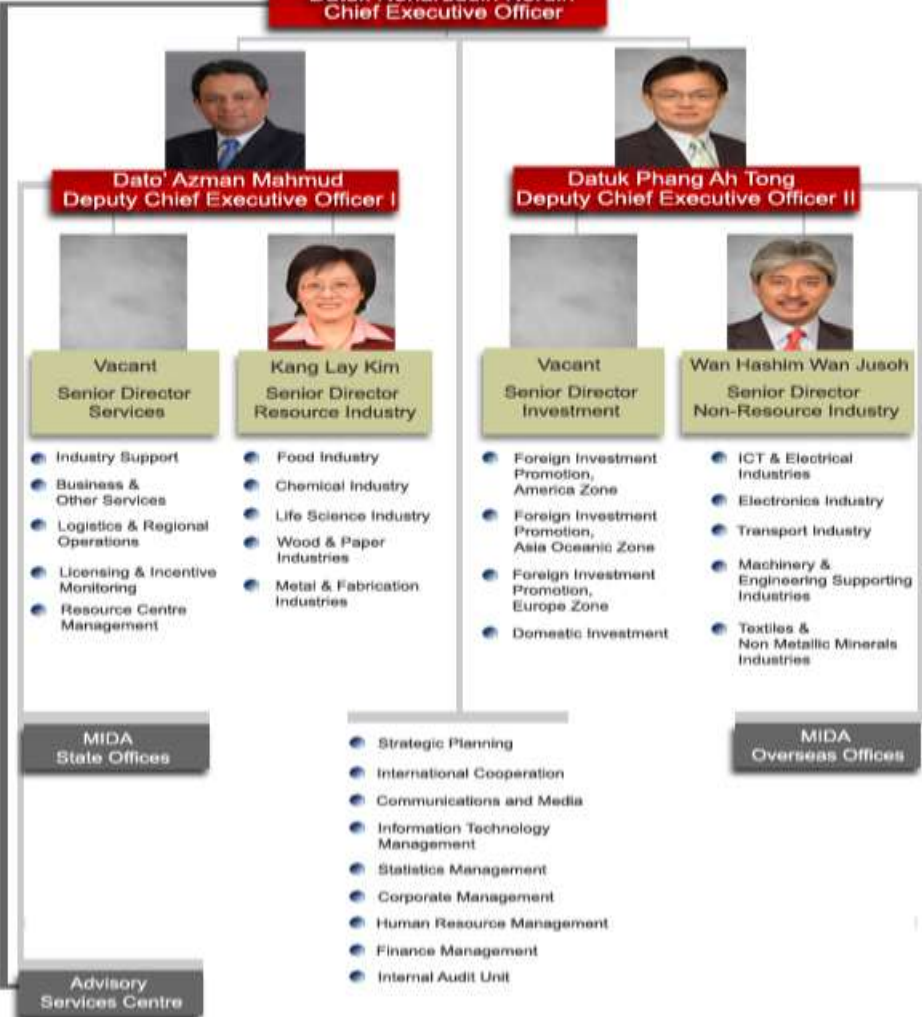 Chief Executive Officer
Dato' Azman Mahmud
Deputy Chief Executive Officer I
Datuk Phang Ah Tong
Deputy Chief Executive Officer II
Vacant
Senior Director
Services
Kang Lay Kim
Senior Director
Resource Industry
Vacant
Senior Director
Investment
Wan Hashim Wan Jusoh
Senior Director
Non-Resource Industry
Industry Support
Business &
Other Services
Logistics & Regional
Operations
Licensing & Incentive
Monitoring
Resource Centre
Management
Food Industry
Chemical Industry
Life Science Industry
Wood & Paper
Industries
Metal & Fabrication
Industries
Foreign Investment
Promotion,
America Zone
Foreign Investment
Promotion,
Asia Oceanic Zone
Foreign Investment
Promotion,
Europe Zone
Domestic Investment
ICT & Electrical
Industries
Electronics Industry
Transport Industry
Machinery &
Engineering Supporting
Industries
Textiles &
Non Metallic Minerals
Industries
MIDA
State Offices
Strategic Planning
International Cooperation
Communications and Media
Information Technology
Management
Statistics Management
Corporate Management
Human Resource Management
Finance Management
Internal Audit Unit
MIDA
Overseas Offices
Advisory
Services Centre